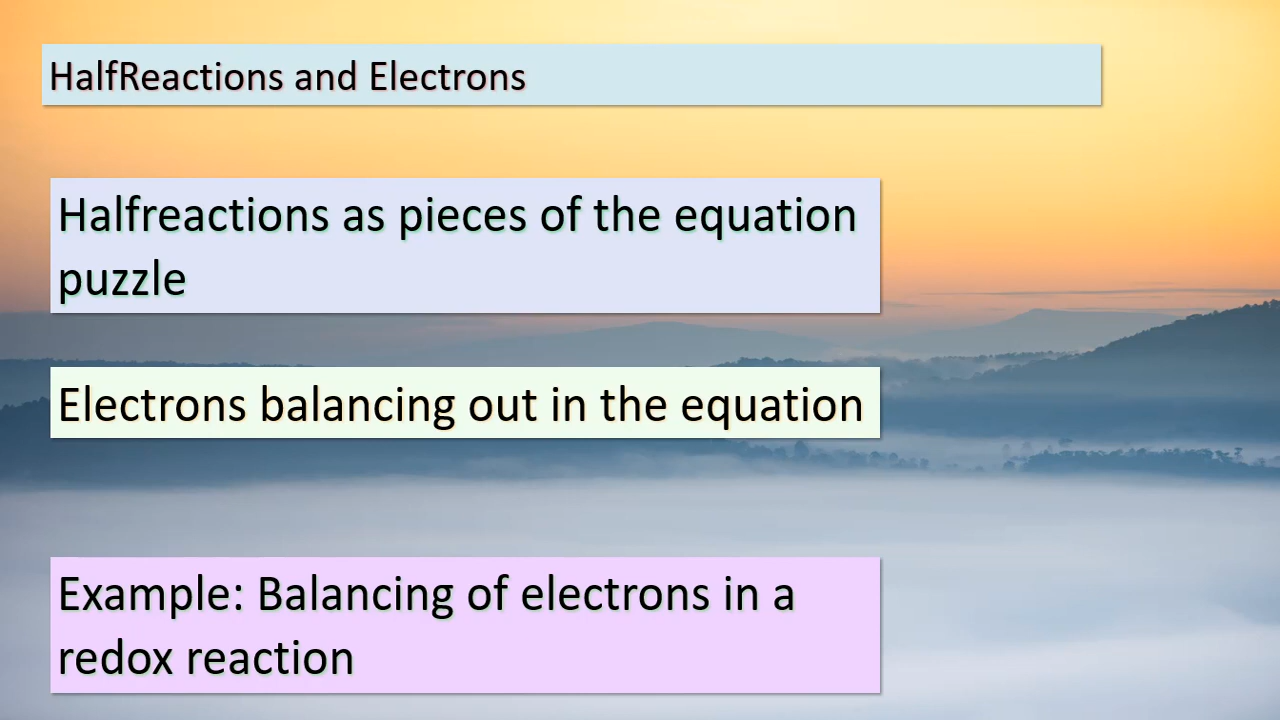 HalfReactions and Electrons
Halfreactions as pieces of the equation
puzzle
Electrons balancing out in the equation
Example: Balancing of electrons in a
redox reaction